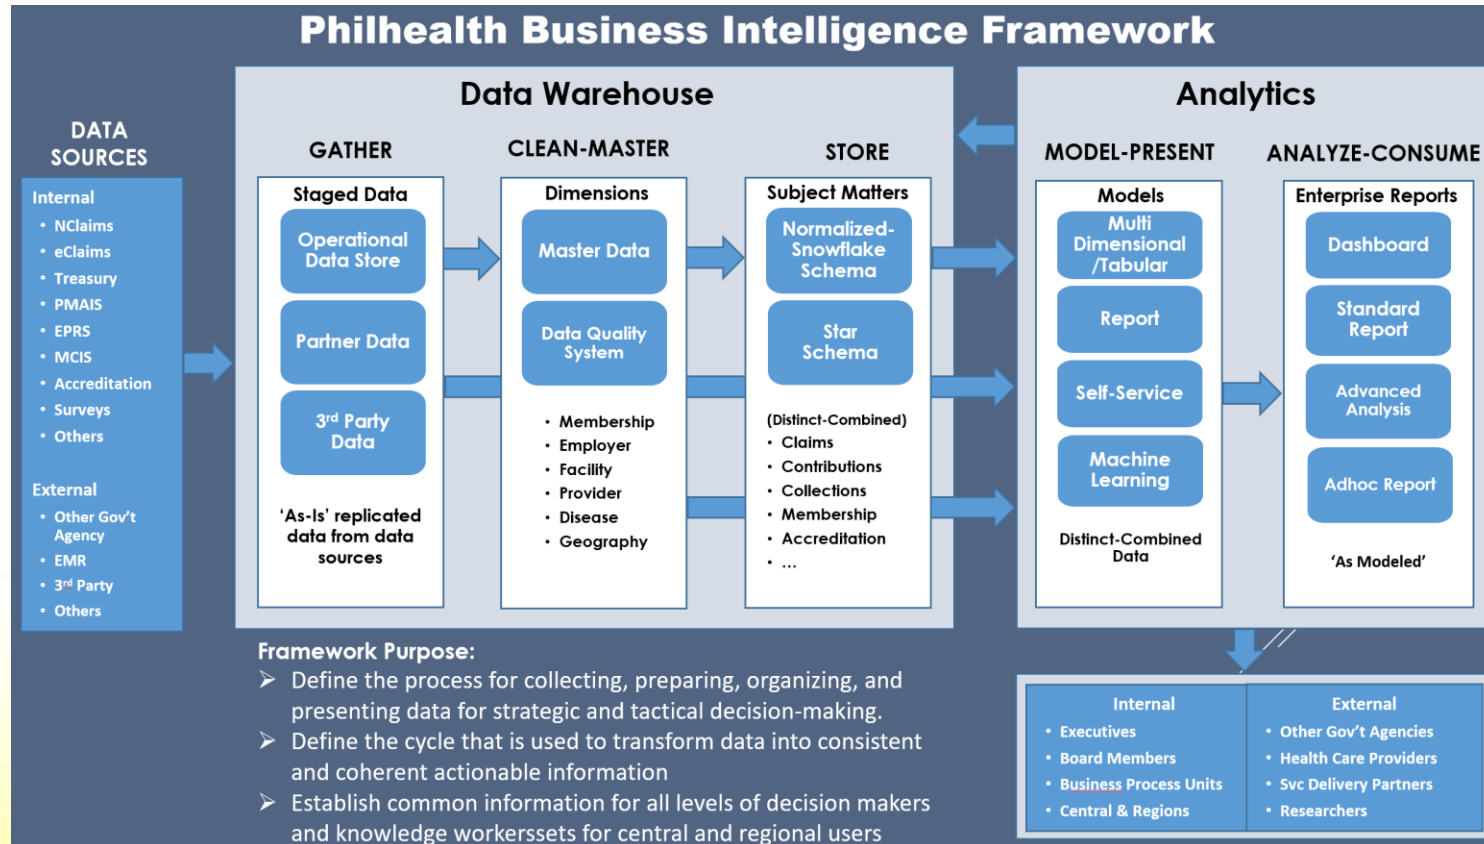 Philhealth Business Intelligence Framework
DATA
SOURCES
Internal
• NClaims
• eClaims
• Treasury
• PMAIS
• EPRS
• MCIS
• Accreditation
• Surveys
• Others
External
• Other Gov't
Agency
• EMR
• 3rd Party
• Others
Data Warehouse
GATHER
Staged Data
Operational
Data Store
Partner Data
3rd Party
Data
'As-Is' replicated
data from data
sources
CLEAN-MASTER
Dimensions
Master Data
Data Quality
System
• Membership
• Employer
• Facility
• Provider
• Disease
• Geography
STORE
Subject Matters
Normalized-
Snowflake
Schema
Star
Schema
(Distinct-Combined)
• Claims
• Contributions
• Collections
• Membership
• Accreditation
• ...
Analytics
MODEL-PRESENT
Models
Multi
Dimensional
/Tabular
Report
Self-Service
Machine
Learning
Distinct-Combined
Data
ANALYZE-CONSUME
Enterprise Reports
Dashboard
Standard
Report
Advanced
Analysis
Adhoc Report
'As Modeled'
Framework Purpose:
➢ Define the process for collecting, preparing, organizing, and
presenting data for strategic and tactical decision-making.
➢ Define the cycle that is used to transform data into consistent
and coherent actionable information
➢ Establish common information for all levels of decision makers
and knowledge workerssets for central and regional users
Internal
• Executives
• Board Members
• Business Process Units
• Central & Regions
External
• Other Gov't Agencies
• Health Care Providers
• Svc Delivery Partners
• Researchers